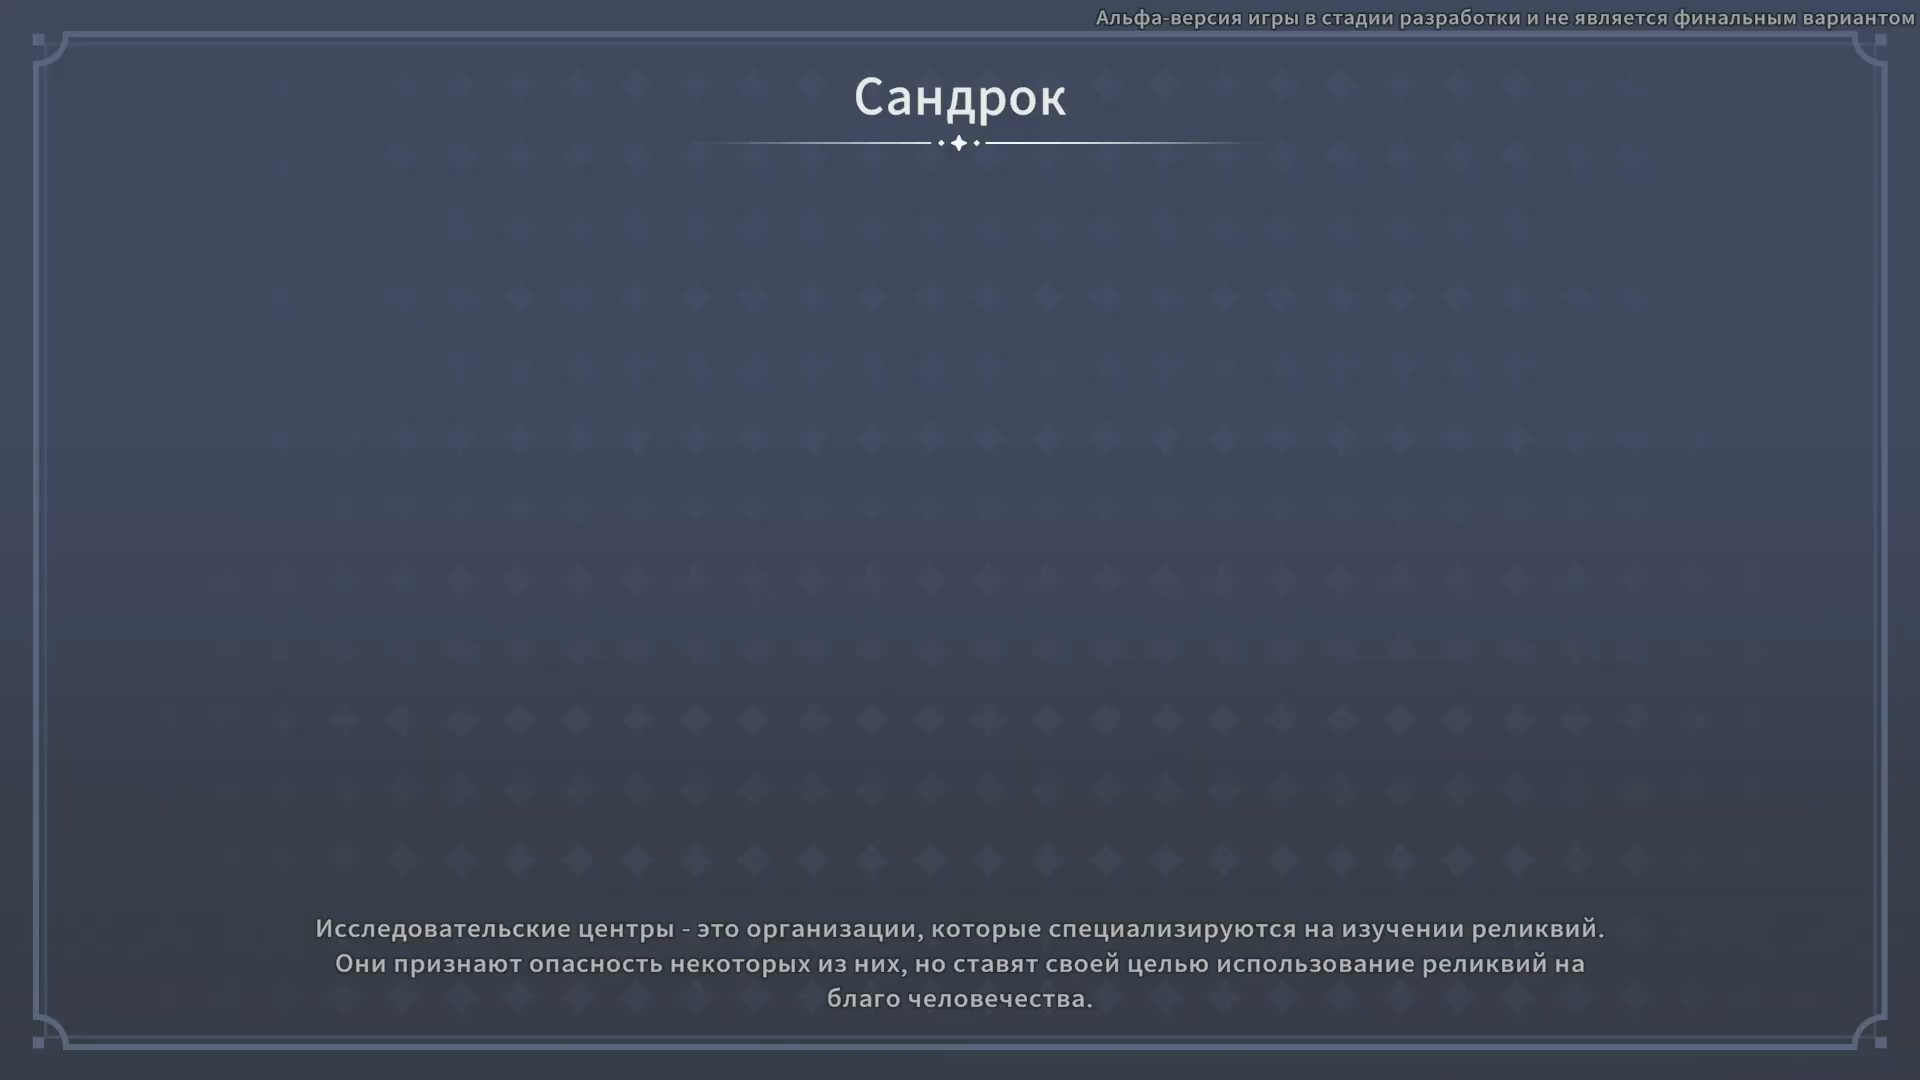 Альфа-версия игры в стадии разработки и не является финальным вариантом
Сандрок
Исследовательские центры - это организации, которые специализируются на изучении реликвий.
Они признают опасность некоторых из них, но ставят своей целью использование реликвий на
благо человечества.